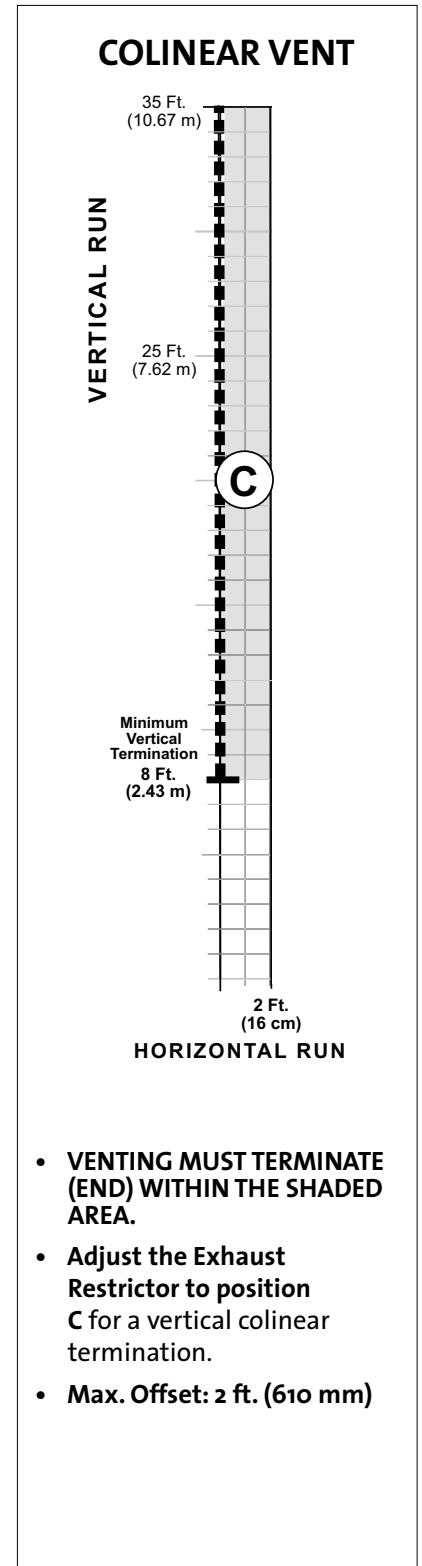 COLINEAR VENT
35 Ft.
(10.67 m)
VERTICAL RUN
25 Ft.
(7.62 m)
C
Minimum
Vertical
Termination
8 Ft.
(2.43 m)
2 Ft.
(16 cm)
HORIZONTAL RUN
• VENTING MUST TERMINATE
(END) WITHIN THE SHADED
AREA.
• Adjust the Exhaust
Restrictor to position
C for a vertical colinear
termination.
• Max. Offset: 2 ft. (610 mm)